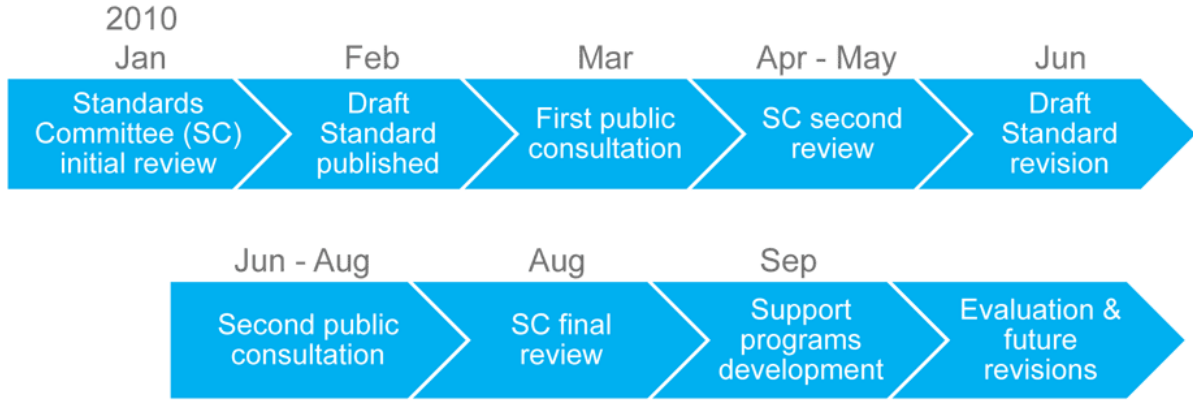 2010
Jan Feb Mar Apr - May Jun
Standards
Committee (SC)
initial review
Draft
Standard
published
First public
consultation
SC second
review
Draft
Standard
revision
Jun - Aug Aug Sep
Second public
consultation
SC final
review
Support
programs
development
Evaluation &
future
revisions